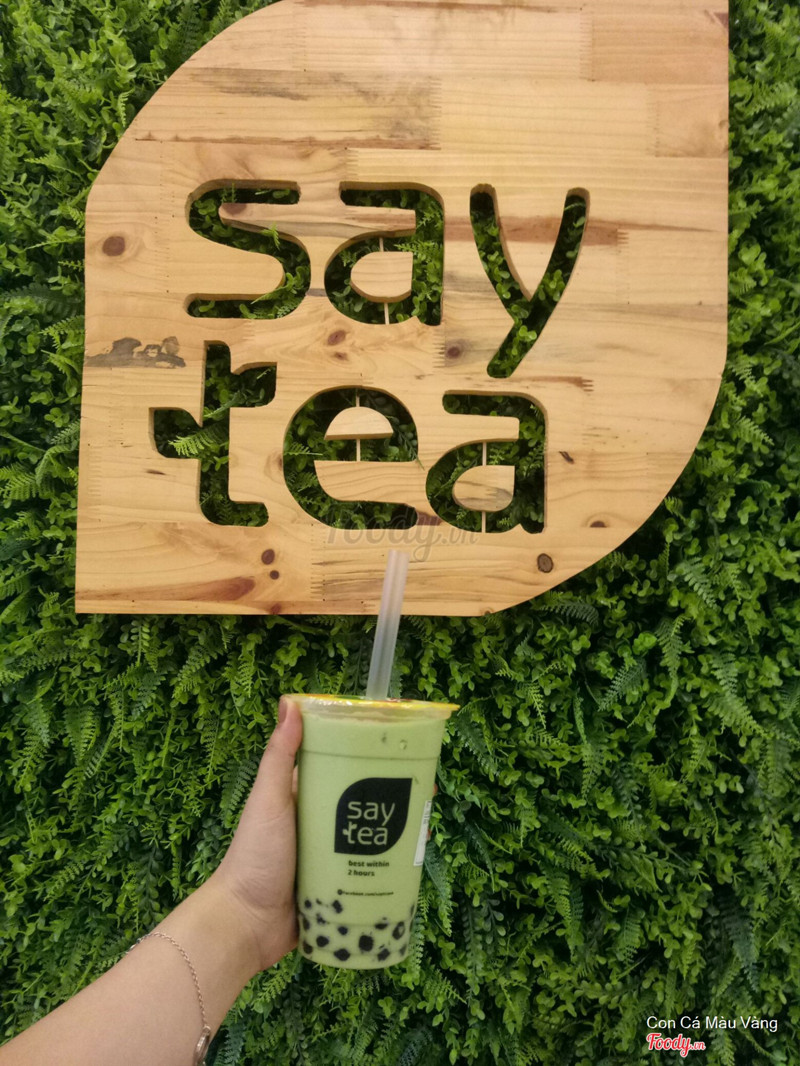 say
tea
foody.vn
say
tea
best within
2 hours
Con Cá Màu Vàng
Foody.vn